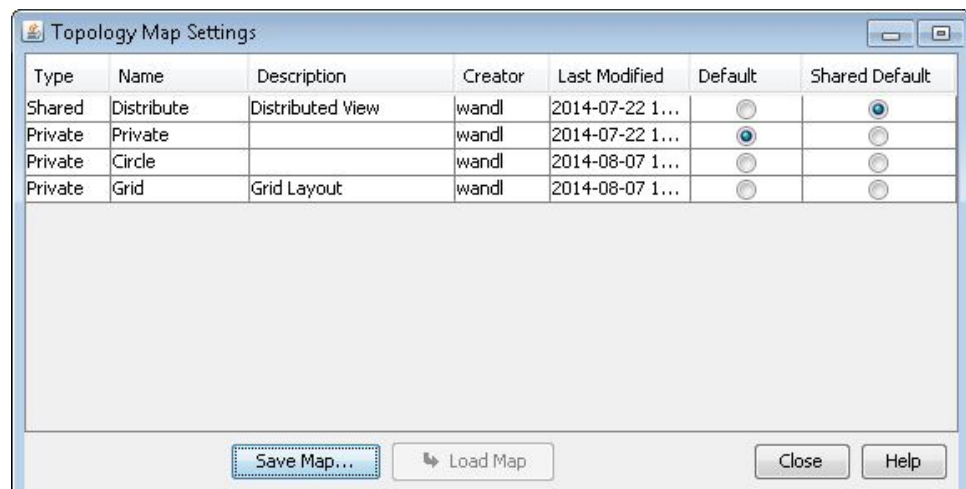 Topology Map Settings
Type Name Description Creator Last Modified Default Shared Default
Shared Distribute Distributed View wandl 2014-07-22 1...
Private Private wandl 2014-07-22 1...
Private Circle wandl 2014-08-07 1...
Private Grid Grid Layout wandl 2014-08-07 1...
Save Map... Load Map Close Help